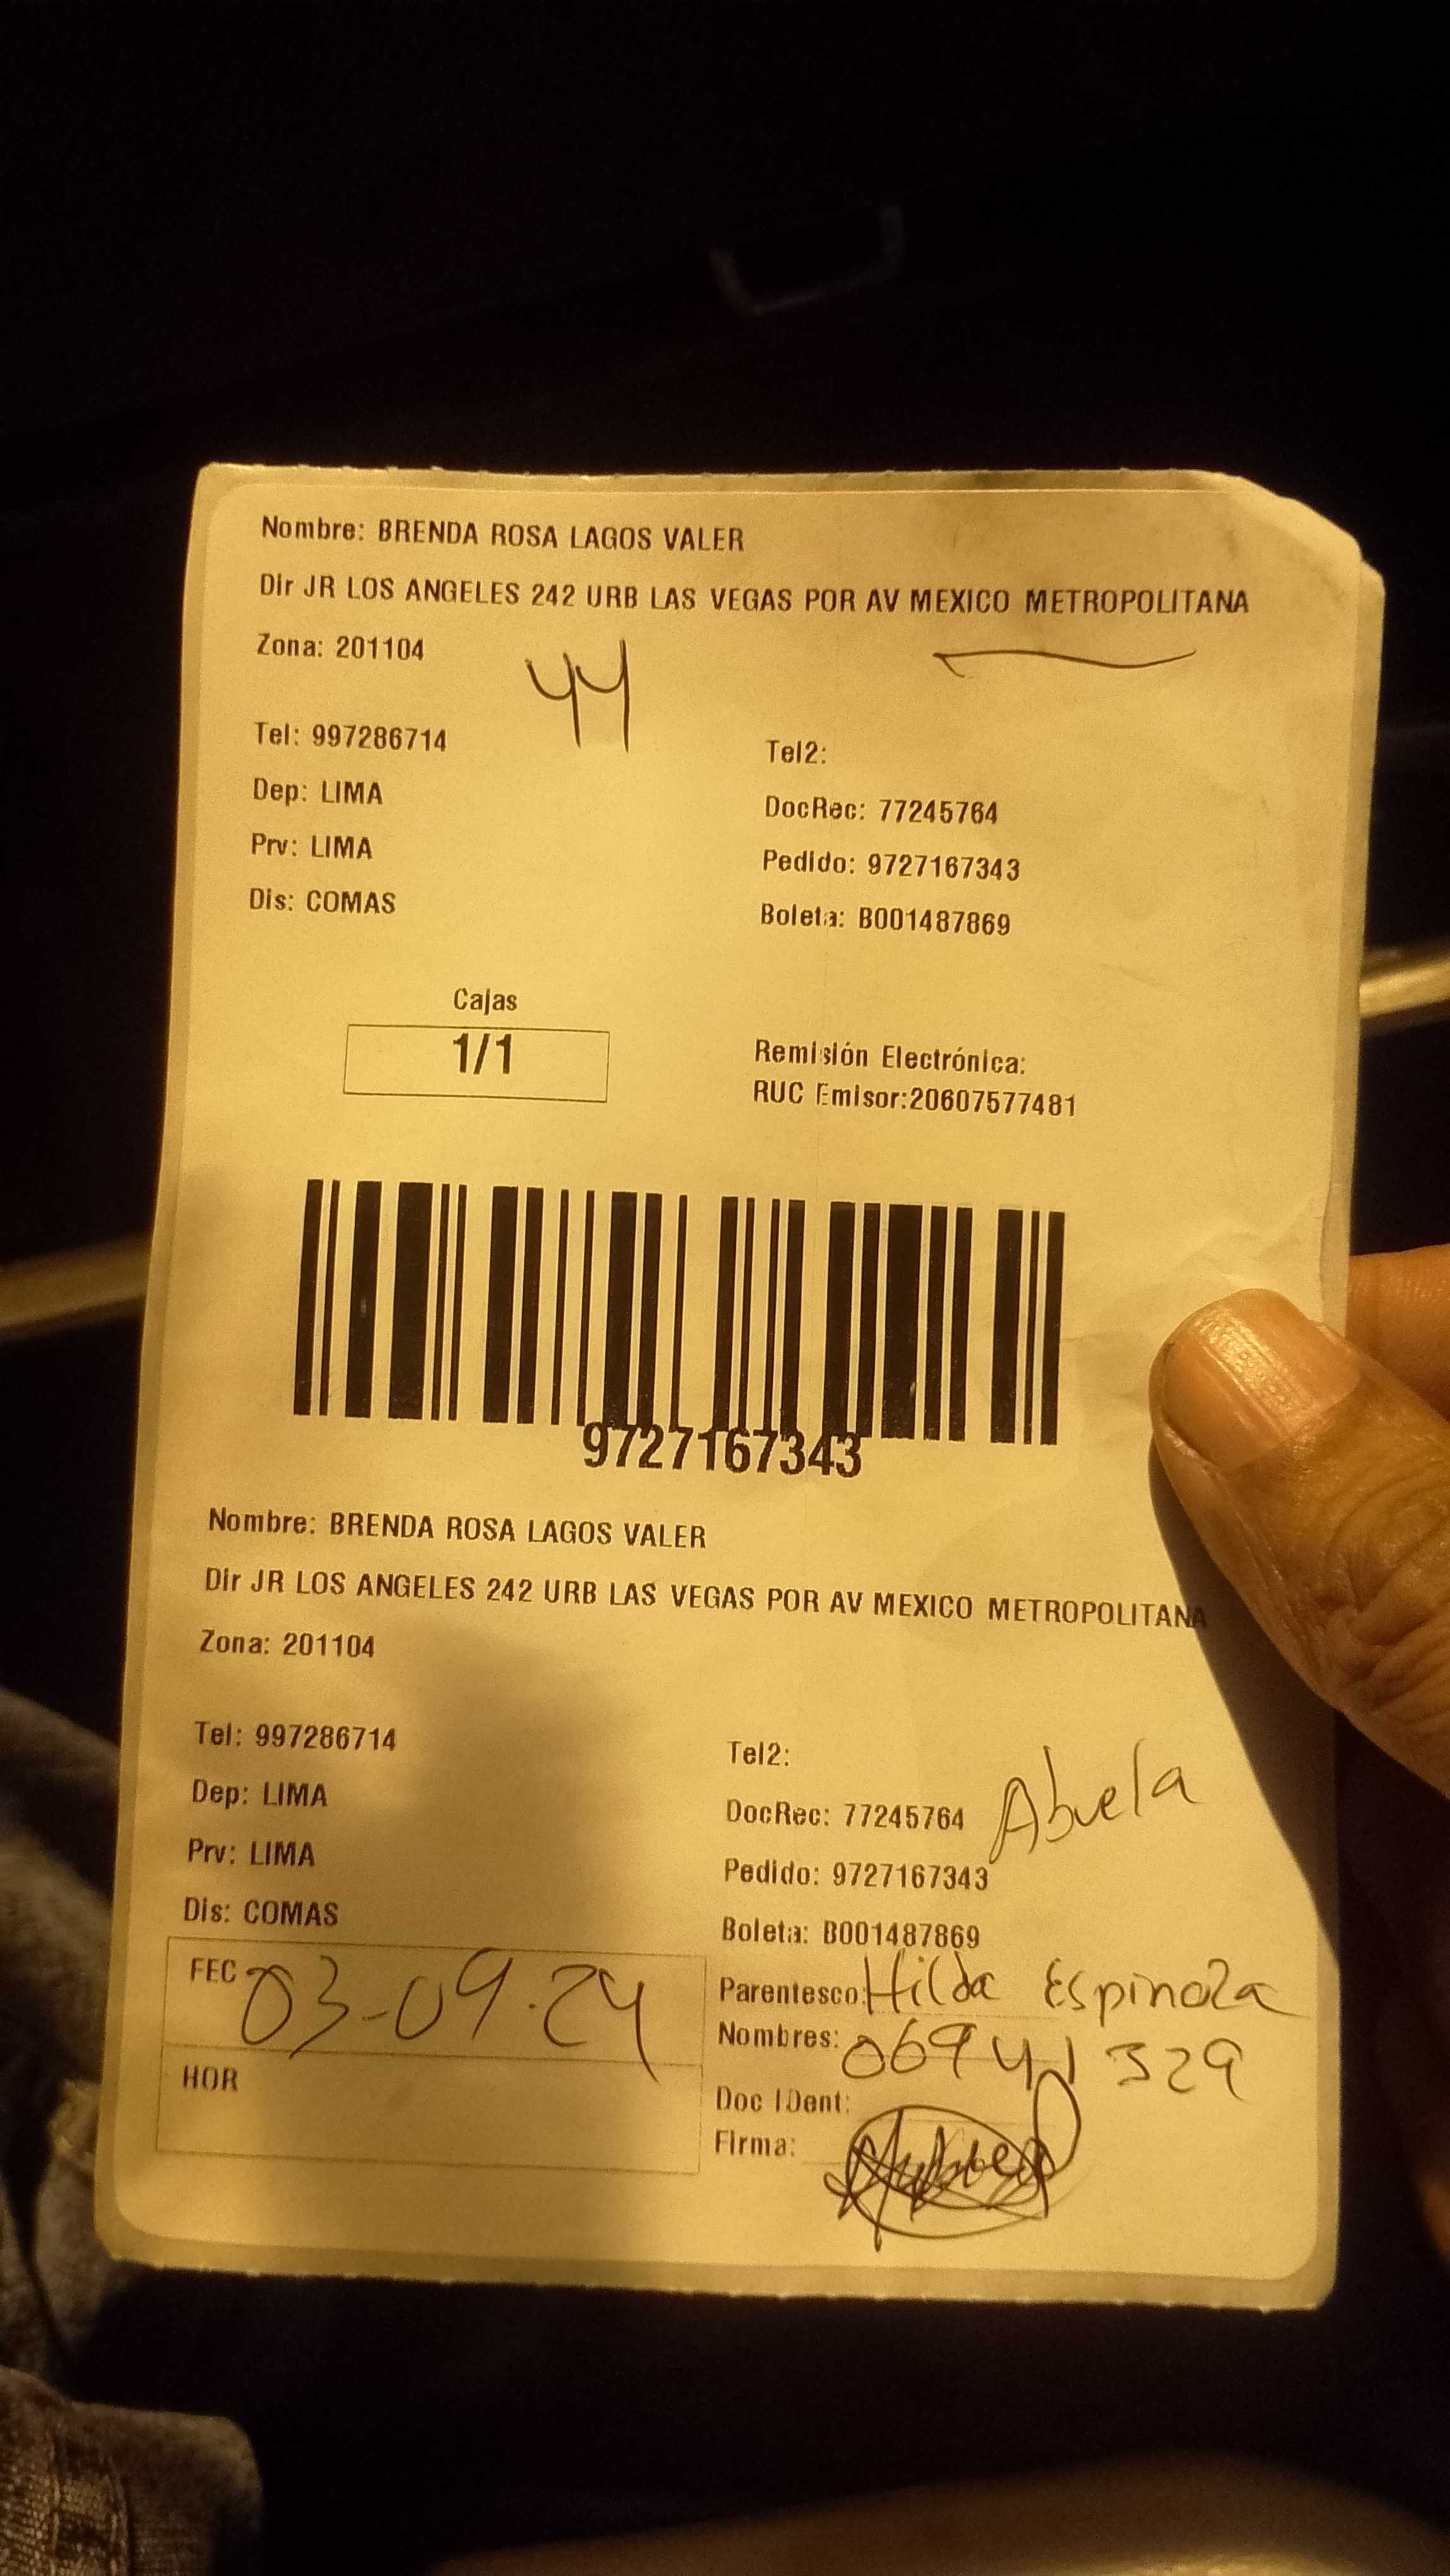 Nombre: BRENDA ROSA LAGOS VALER
Dir JR LOS ANGELES 242 URB LAS VEGAS POR AV MEXICO METROPOLITANA
Zona: 201104
44
Tel: 997286714
Tel2:
Dep: LIMA
DocRec: 77245764
Prv: LIMA
Pedido: 9727167343
Dis: COMAS
Boleta: B001487869
Cajas
1/1
Remisión Electrónica:
RUC Emisor:20607577481
9727167343
Nombre: BRENDA ROSA LAGOS VALER
Dir JR LOS ANGELES 242 URB LAS VEGAS POR AV MEXICO METROPOLITANA
Zona: 201104
Tel: 997286714
Tel2:
Abuela
Dep: LIMA
DocRec: 77245764
Prv: LIMA
Pedido: 9727167343
Dis: COMAS
Boleta: B001487869
FEC 03-09-24
Parentesco: Hilda Espinoza
Nombres: 06941329
HOR
Doc IDent:
Firma: